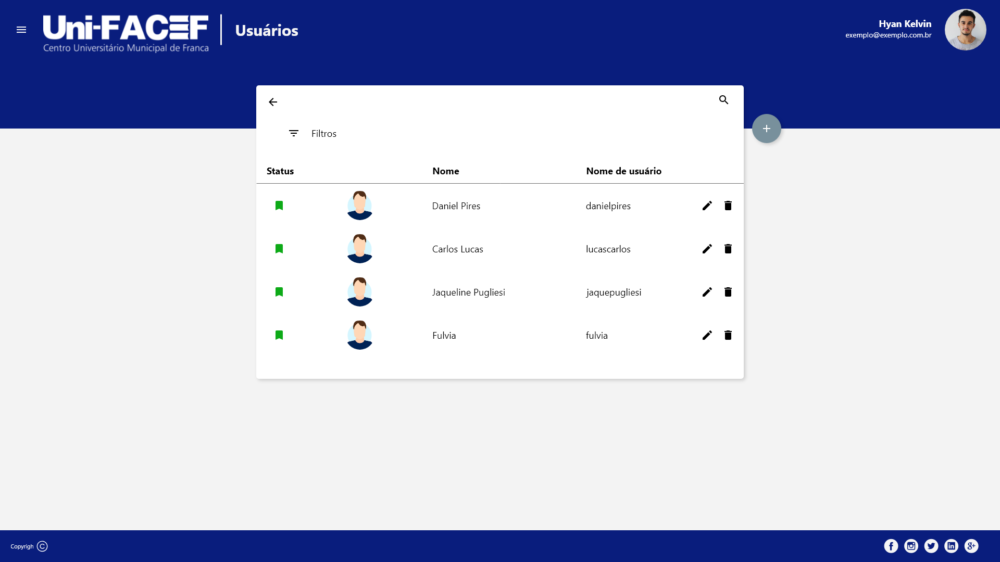 Uni-FACEF
Centro Universitário Municipal de Franca
Usuários
Hyan Kelvin
exemplo@exemplo.com.br
Filtros
Status Nome Nome de usuário
Daniel Pires danielpires
Carlos Lucas lucascarlos
Jaqueline Pugliesi jaquepugliesi
Fulvia fulvia
Copyrigh ©